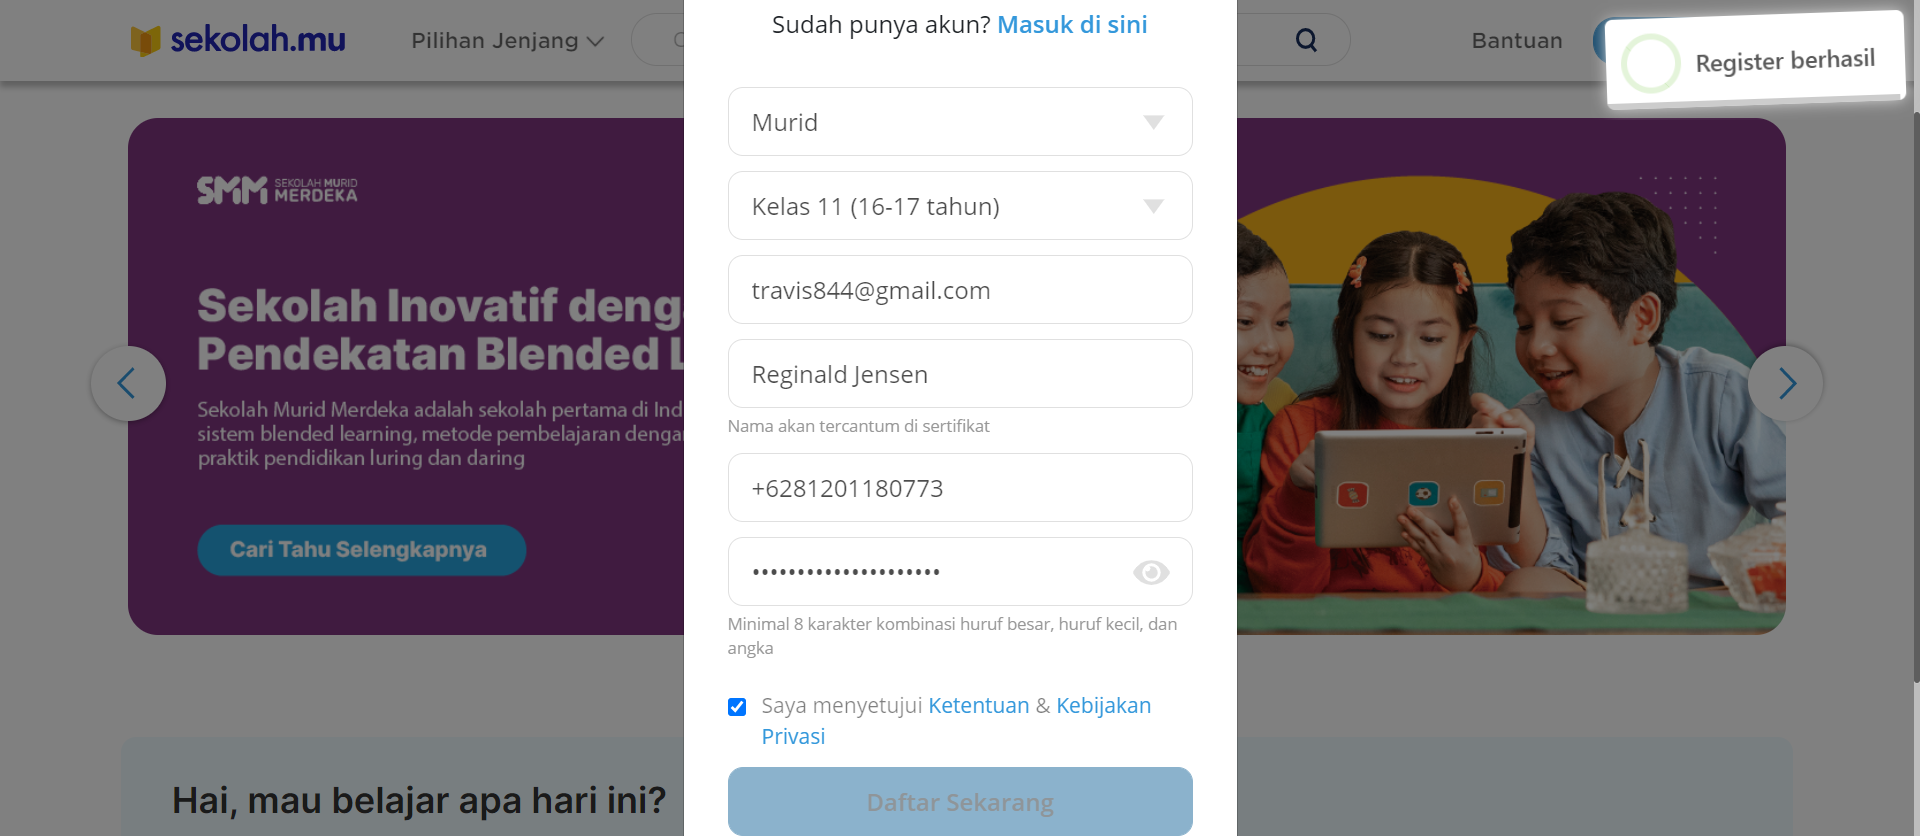 sekolah.mu
Pilihan Jenjang
Bantuan
Register berhasil
Sudah punya akun? Masuk di sini
Murid
Kelas 11 (16-17 tahun)
travis844@gmail.com
Reginald Jensen
Nama akan tercantum di sertifikat
+6281201180773
•••••••••••••••••••••
Minimal 8 karakter kombinasi huruf besar, huruf kecil, dan
angka
Saya menyetujui Ketentuan & Kebijakan
Privasi
Daftar Sekarang
SMM SEKOLAH MURID
MERDEKA
Sekolah Inovatif deng
Pendekatan Blended L
Sekolah Murid Merdeka adalah sekolah pertama di Ind
sistem blended learning, metode pembelajaran dengan
praktik pendidikan luring dan daring
Cari Tahu Selengkapnya
Hai, mau belajar apa hari ini?